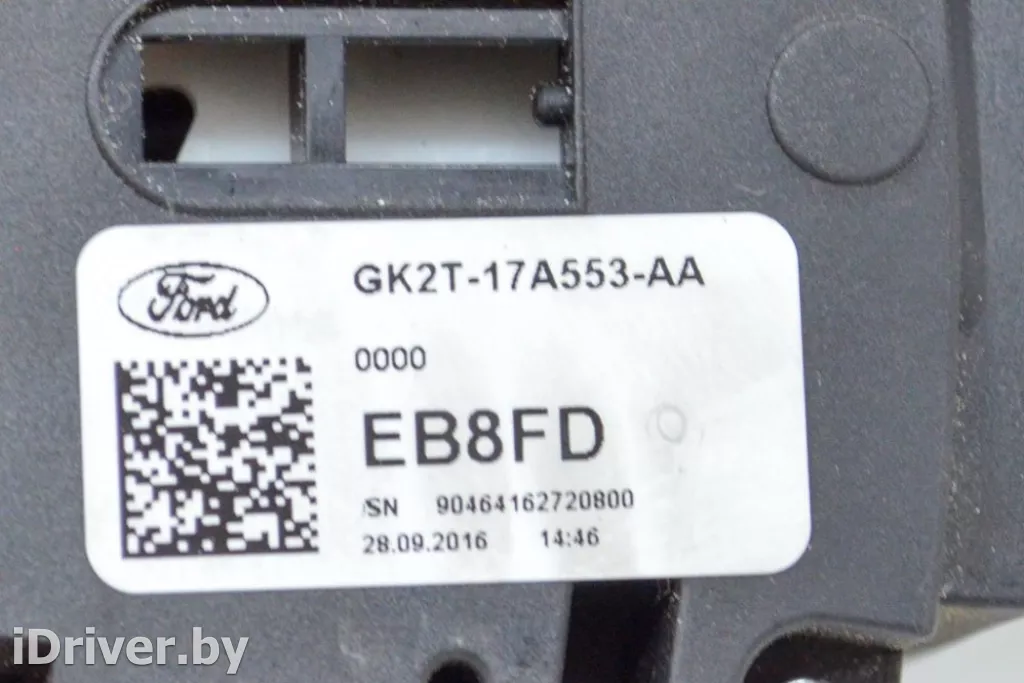 Ford
GK2T-17A553-AA
0000
EB8FD
SN 90464162720800
28.09.2016 14:46
iDriver.by